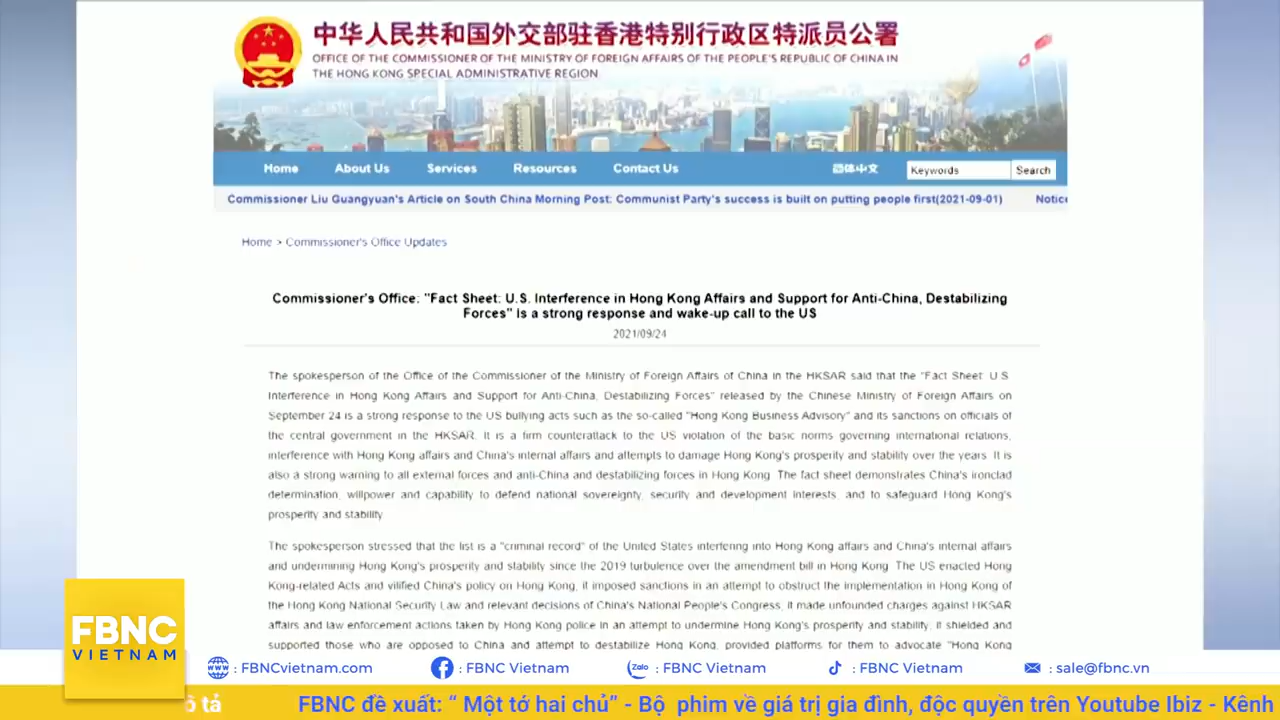 中华人民共和国外交部驻香港特别行政区特派员公署
OFFICE OF THE COMMISSIONER OF THE MINISTRY OF FOREIGN AFFAIRS OF THE PEOPLE'S REPUBLIC OF CHINA IN
THE HONG KONG SPECIAL ADMINISTRATIVE REGION
Home About Us Services Resources Contact Us 简体中文 Keywords Search
Commissioner Liu Guangyuan's Article on South China Morning Post: Communist Party's success is built on putting people first(2021-09-01) Notice
Home > Commissioner's Office Updates
Commissioner's Office: "Fact Sheet: U.S. Interference in Hong Kong Affairs and Support for Anti-China, Destabilizing
Forces" is a strong response and wake-up call to the US
2021/09/24
The spokesperson of the Office of the Commissioner of the Ministry of Foreign Affairs of China in the HKSAR said that the "Fact Sheet: U.S.
Interference in Hong Kong Affairs and Support for Anti-China, Destabilizing Forces" released by the Chinese Ministry of Foreign Affairs on
September 24 is a strong response to the US bullying acts such as the so-called "Hong Kong Business Advisory" and its sanctions on officials of
the central government in the HKSAR. It is a firm counterattack to the US violation of the basic norms governing international relations,
interference with Hong Kong affairs and China's internal affairs and attempts to damage Hong Kong's prosperity and stability over the years. It is
also a strong warning to all external forces and anti-China and destabilizing forces in Hong Kong. The fact sheet demonstrates China's ironclad
determination, willpower and capability to defend national sovereignty, security and development interests, and to safeguard Hong Kong's
prosperity and stability.
The spokesperson stressed that the list is a "criminal record" of the United States interfering into Hong Kong affairs and China's internal affairs
and undermining Hong Kong's prosperity and stability since the 2019 turbulence over the amendment bill in Hong Kong. The US enacted Hong
Kong-related Acts and vilified China's policy on Hong Kong, it imposed sanctions in an attempt to obstruct the implementation in Hong Kong of
the Hong Kong National Security Law and relevant decisions of China's National People's Congress, it made unfounded charges against HKSAR
affairs and law enforcement actions taken by Hong Kong police in an attempt to undermine Hong Kong's prosperity and stability; it shielded and
supported those who are opposed to China and attempt to destabilize Hong Kong, provided platforms for them to advocate "Hong Kong
FBNC
VIETNAM
: FBNCvietnam.com : FBNC Vietnam Zalo : FBNC Vietnam : FBNC Vietnam : sale@fbnc.vn
ô tả FBNC đề xuất: “ Một tớ hai chủ” - Bộ phim về giá trị gia đình, độc quyền trên Youtube Ibiz - Kênh